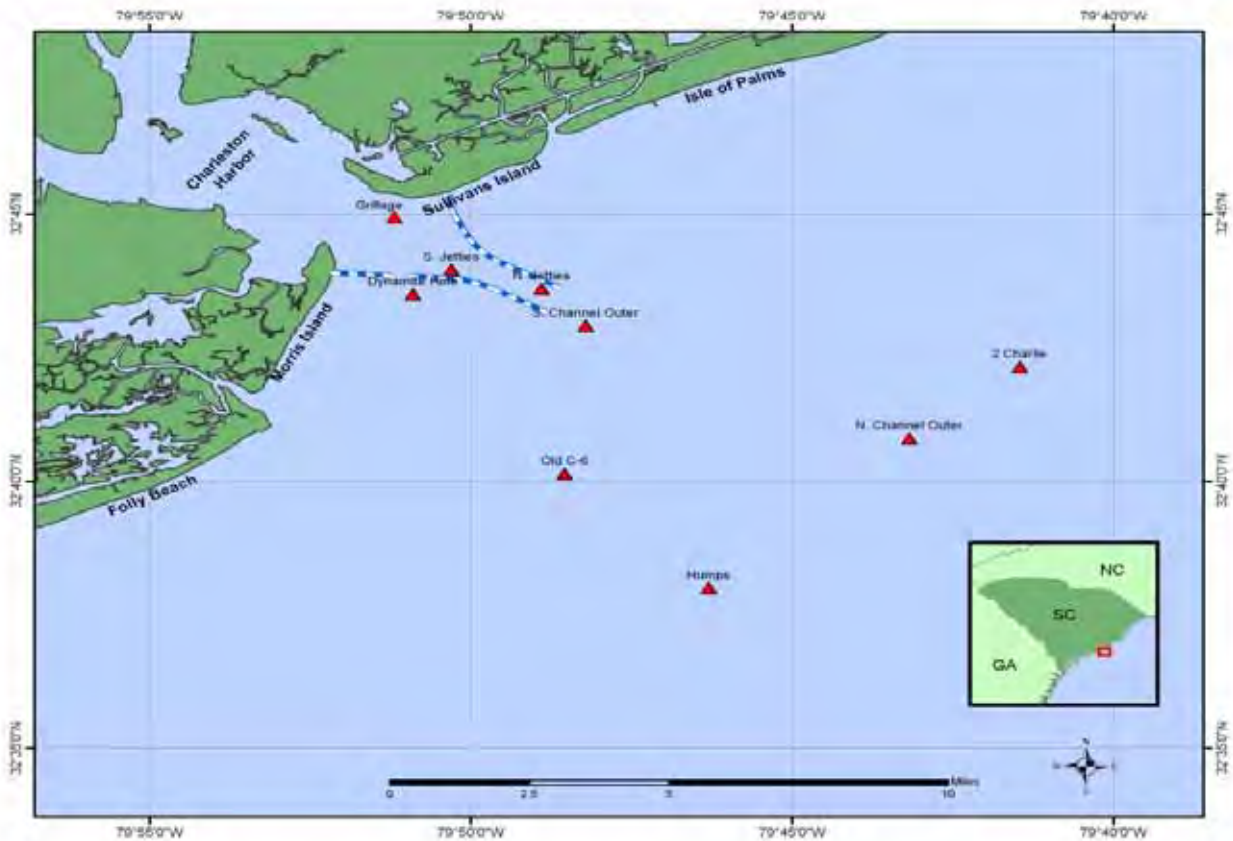 79°55'0"W 79°50'0"W 79°45'0"W 79°40'0"W
Isle of Palms
Charleston
Harbor
Sullivans Island
Grillage
32°45'N 32°45'N
S. Jetties
Dynamite Hole
N. Jetties
S. Channel Outer
Morris Island
2 Charlie
N. Channel Outer
Old C-6
32°40'0"N 32°40'0"N
Folly Beach
Humps
NC
SC
GA
32°35'0"N 32°35'0"N
N
Miles
0 2.5 5 10
79°55'0"W 79°50'0"W 79°45'0"W 79°40'0"W